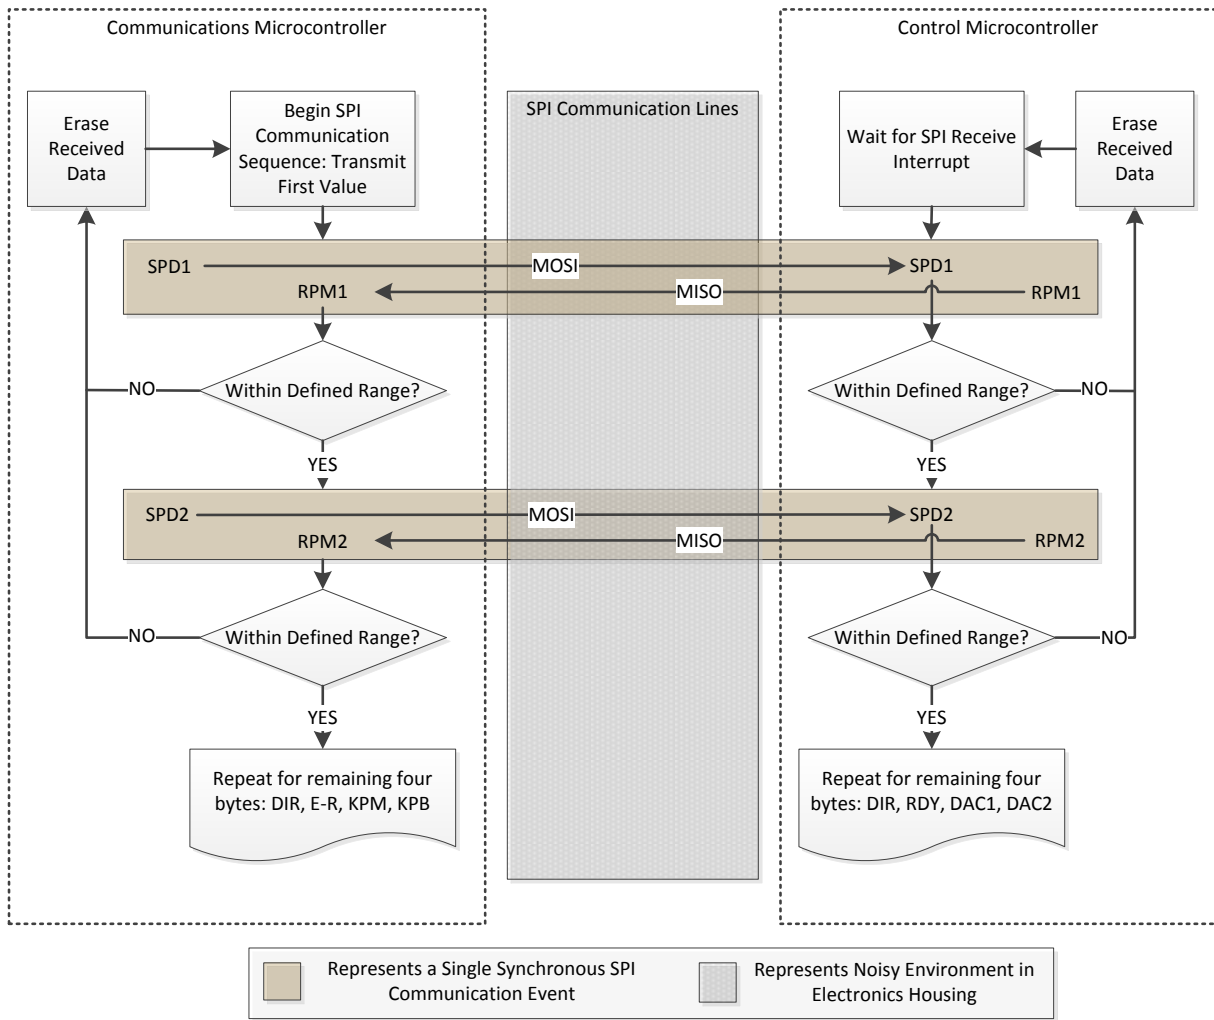 Communications Microcontroller
Control Microcontroller
Erase
Received
Data
Begin SPI
Communication
Sequence: Transmit
First Value
SPI Communication Lines
Wait for SPI Receive
Interrupt
Erase
Received
Data
SPD1
MOSI
SPD1
RPM1
MISO
RPM1
NO
Within Defined Range?
Within Defined Range?
NO
YES
YES
SPD2
MOSI
SPD2
RPM2
MISO
RPM2
NO
Within Defined Range?
Within Defined Range?
NO
YES
YES
Repeat for remaining four
bytes: DIR, E-R, KPM, KPB
Repeat for remaining four
bytes: DIR, RDY, DAC1, DAC2
Represents a Single Synchronous SPI
Communication Event
Represents Noisy Environment in
Electronics Housing